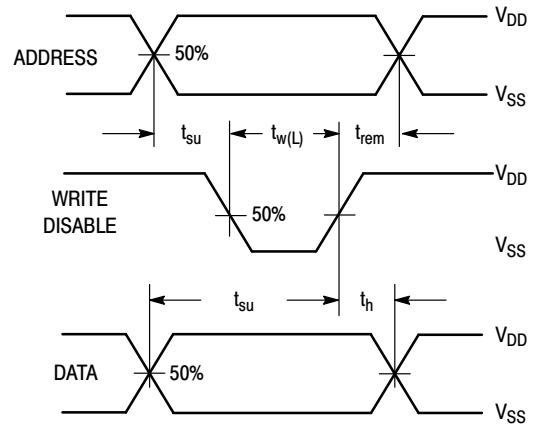 V_DD
ADDRESS
50%
V_SS
t_su
t_w(L)
t_rem
V_DD
WRITE
DISABLE
50%
V_SS
t_su
t_h
V_DD
DATA
50%
V_SS